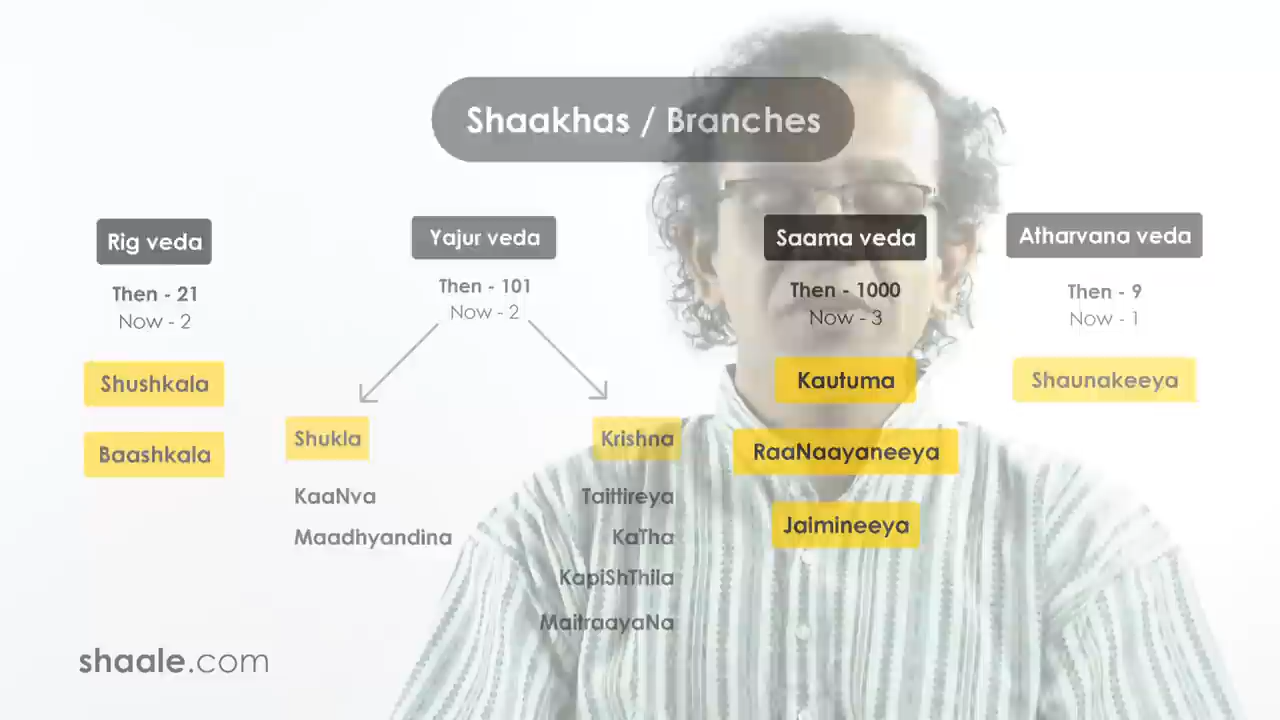 Shaakhas / Branches
Rig veda
Then - 21
Now - 2
Shushkala
Baashkala
Yajur veda
Then - 101
Now - 2
Shukla
KaaNva
Maadhyandina
Krishna
Taittireya
KaTha
KapiShThila
MaitraayaNa
Saama veda
Then - 1000
Now - 3
Kautuma
RaaNaayaneeya
Jaimineeya
Atharvana veda
Then - 9
Now - 1
Shaunakeeya
shaale.com